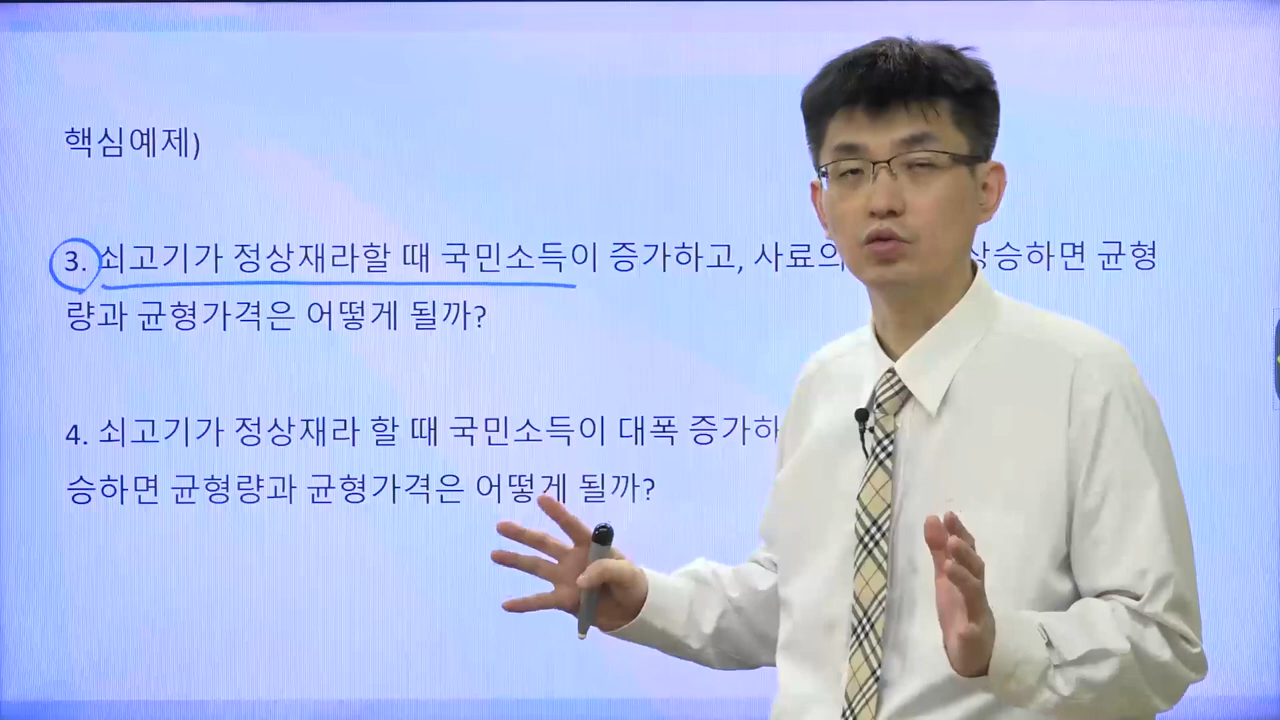 핵심예제)
3. 쇠고기가 정상재라할 때 국민소득이 증가하고, 사료의 상승하면 균형
량과 균형가격은 어떻게 될까?
4. 쇠고기가 정상재라 할 때 국민소득이 대폭 증가하
승하면 균형량과 균형가격은 어떻게 될까?